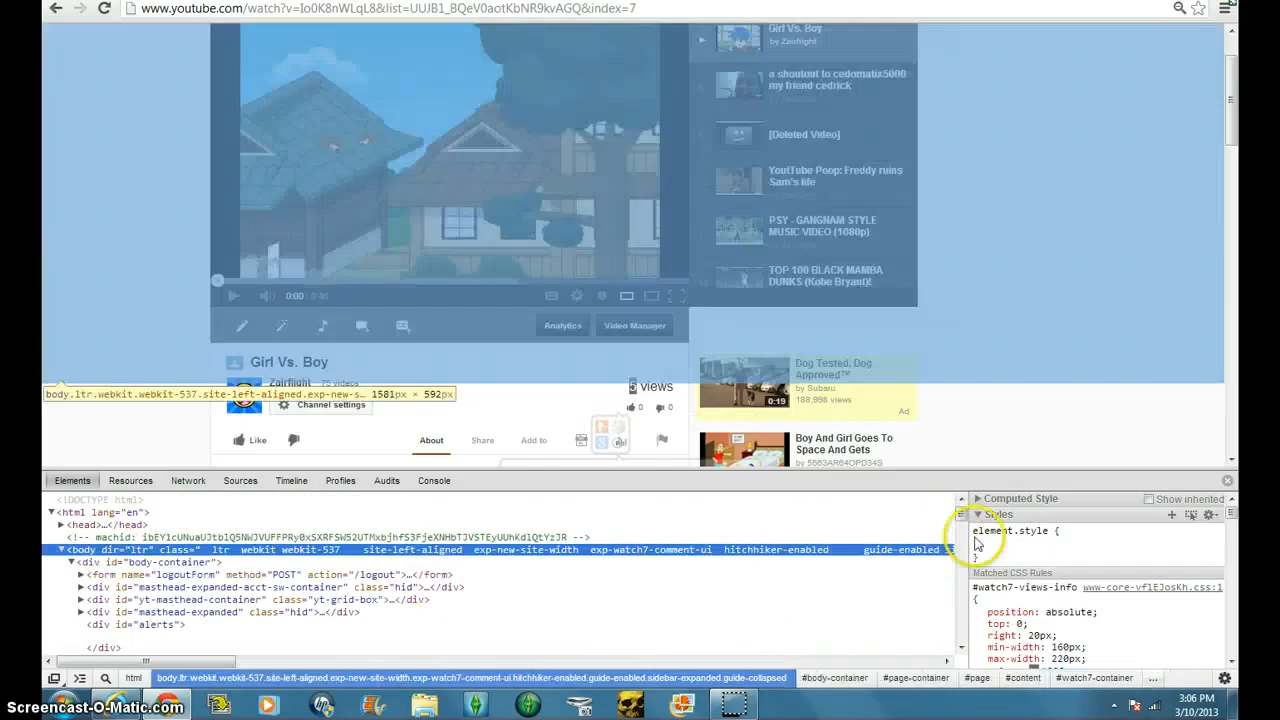 www.youtube.com/watch?v=Io0K8nWLqL8&list=UUJB1_BQeV0aotKbNR9kvAGQ&index=7
Girl Vs. Boy
by Zairflight
a shoutout to cedomatix5000
my friend cedrick
[Deleted Video]
YouTube Poop: Freddy ruins
Sam's life
PSY - GANGNAM STYLE
MUSIC VIDEO (1080p)
TOP 100 BLACK MAMBA
DUNKS (Kobe Bryant)!
0:00 / 0:46
Analytics
Video Manager
Girl Vs. Boy
Zairflight 75 videos
Channel settings
5 views
0 0
body.ltr.webkit.webkit-537.site-left-aligned.exp-new-s... 1581px × 592px
Dog Tested. Dog
Approved™
by Subaru
188,998 views
0:19
Ad
Like
About
Share
Add to
Boy And Girl Goes To
Space And Gets
by 5563AR64OPD34S
Elements Resources Network Sources Timeline Profiles Audits Console
<!DOCTYPE html>
<html lang="en">
<head>…</head>
<body dir="ltr" class=" ltr webkit webkit-537 site-left-aligned exp-new-site-width exp-watch7-comment-ui hitchhiker-enabled guide-enabled
<div id="body-container">
<form name="logoutForm" method="POST" action="/logout">…</form>
<div id="masthead-expanded-acct-sw-container" class="hid">…</div>
<div id="yt-masthead-container" class="yt-grid-box">…</div>
<div id="masthead-expanded" class="hid">…</div>
<div id="alerts">
</div>
Computed Style
Show inherited
Styles
element.style {
}
Matched CSS Rules
#watch7-views-info www-core-vflEJosKh.css:1
{
position: absolute;
top: 0;
right: 20px;
min-width: 160px;
max-width: 220px;
html
body.ltr.webkit.webkit-537.site-left-aligned.exp-new-site-width.exp-watch7-comment-ui.hitchhiker-enabled.guide-enabled.sidebar-expanded.guide-collapsed
#body-container
#page-container
#page
#content
#watch7-container
...
Screencast-O-Matic.com
3:06 PM
3/10/2013